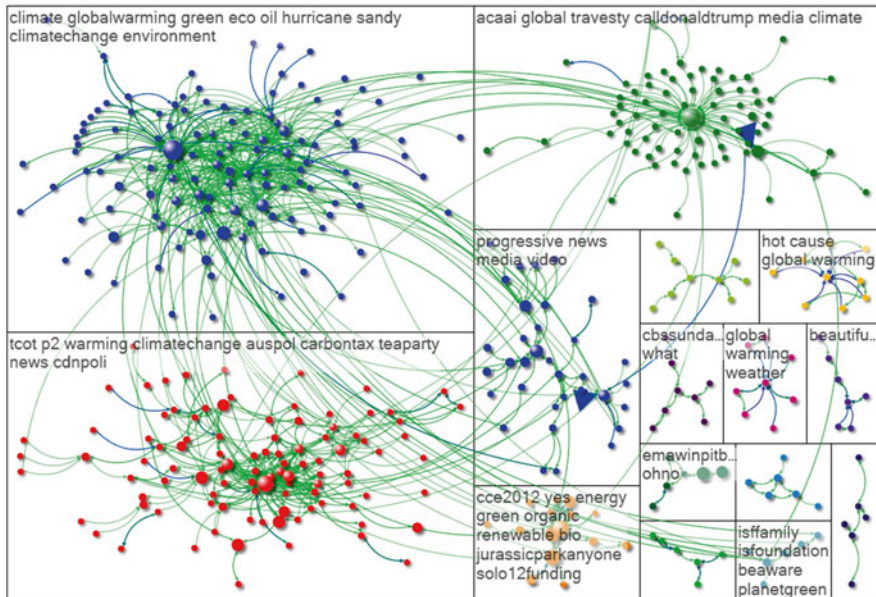 climate globalwarming green eco oil hurricane sandy
climatechange environment
acaai global travesty calldonaldtrump media climate
progressive news
media video
hot cause
global warming
tcot p2 warming climatechange auspol carbontax teaparty
news cdnpoli
cbssunda...
what
global
warming
weather
beautifu...
emawinpitb...
ohno
cce2012 yes energy
green organic
renewable bio
jurassicparkanyone
solo12funding
isffamily
isfoundation
beaware
planetgreen